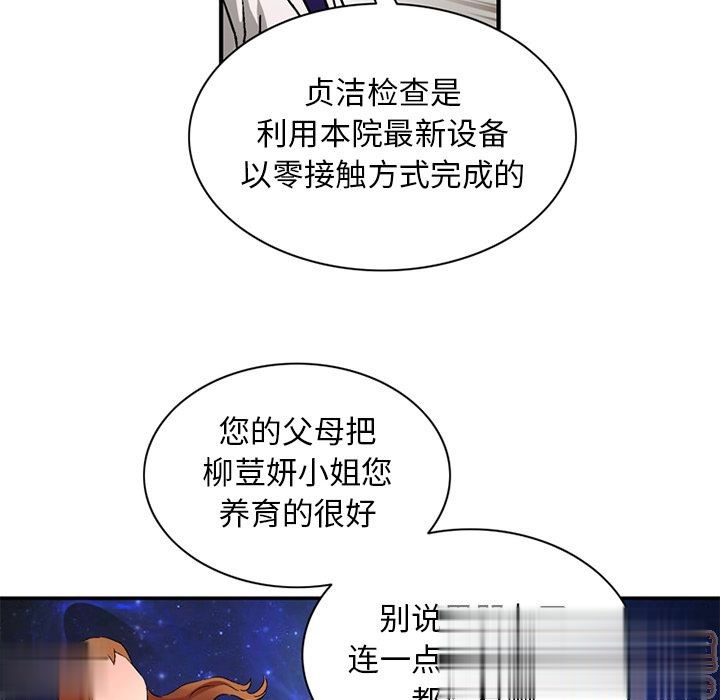 贞洁检查是
利用本院最新设备
以零接触方式完成的
您的父母把
柳荳妍小姐您
养育的很好
别说
连一点
都